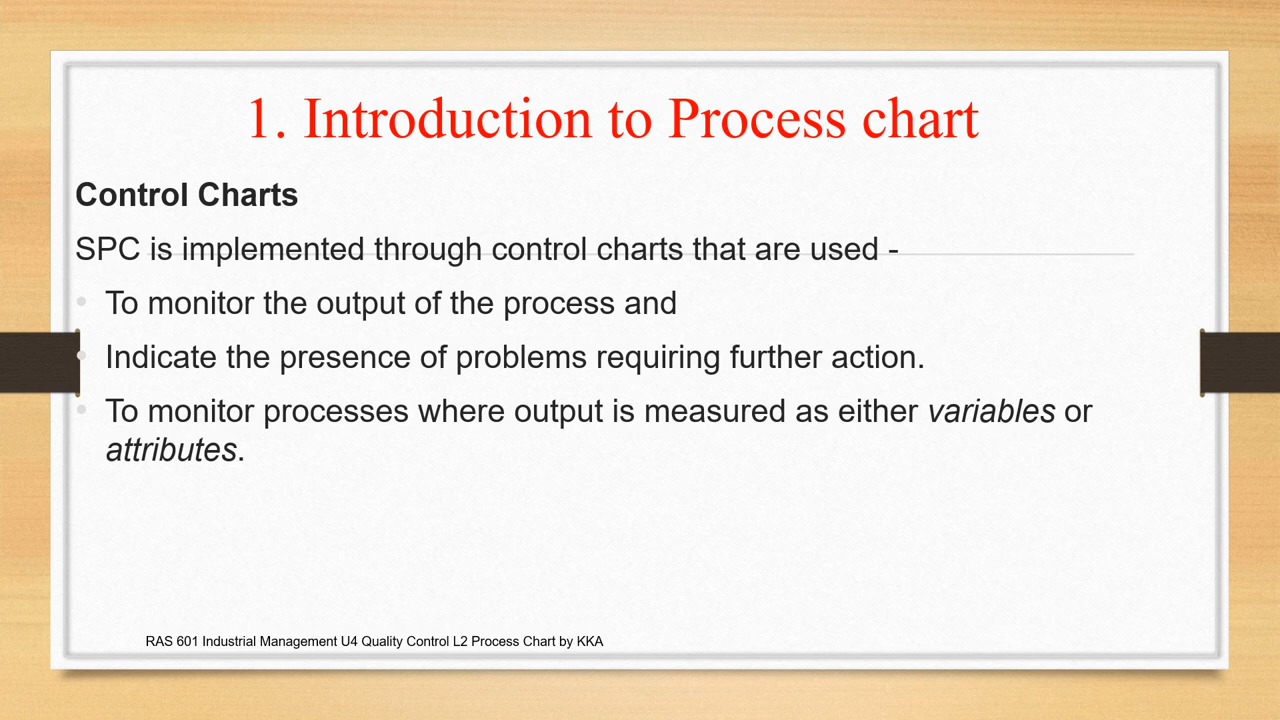 1. Introduction to Process chart
Control Charts
SPC is implemented through control charts that are used -
• To monitor the output of the process and
• Indicate the presence of problems requiring further action.
• To monitor processes where output is measured as either variables or
attributes.
RAS 601 Industrial Management U4 Quality Control L2 Process Chart by KKA